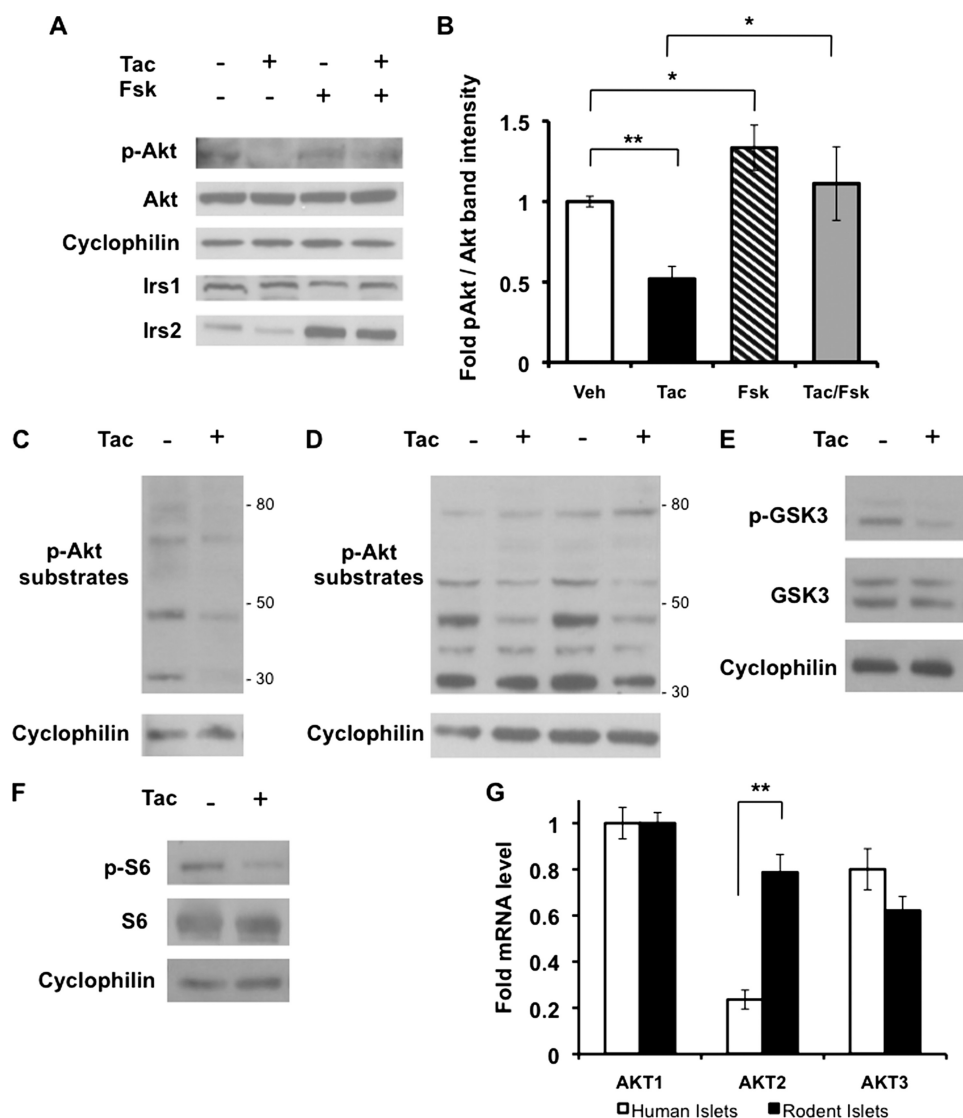 A
Tac - + - +
Fsk - - + +
p-Akt
Akt
Cyclophilin
Irs1
Irs2
B
Fold pAkt / Akt band intensity
1.5
1
0.5
0
*
*
**
Veh Tac Fsk Tac/Fsk
C
Tac - +
p-Akt
substrates
- 80
- 50
- 30
Cyclophilin
D
Tac - + - +
p-Akt
substrates
- 80
- 50
- 30
Cyclophilin
E
Tac - +
p-GSK3
GSK3
Cyclophilin
F
Tac - +
p-S6
S6
Cyclophilin
G
Fold mRNA level
1
0.8
0.6
0.4
0.2
0
**
AKT1 AKT2 AKT3
Human Islets Rodent Islets